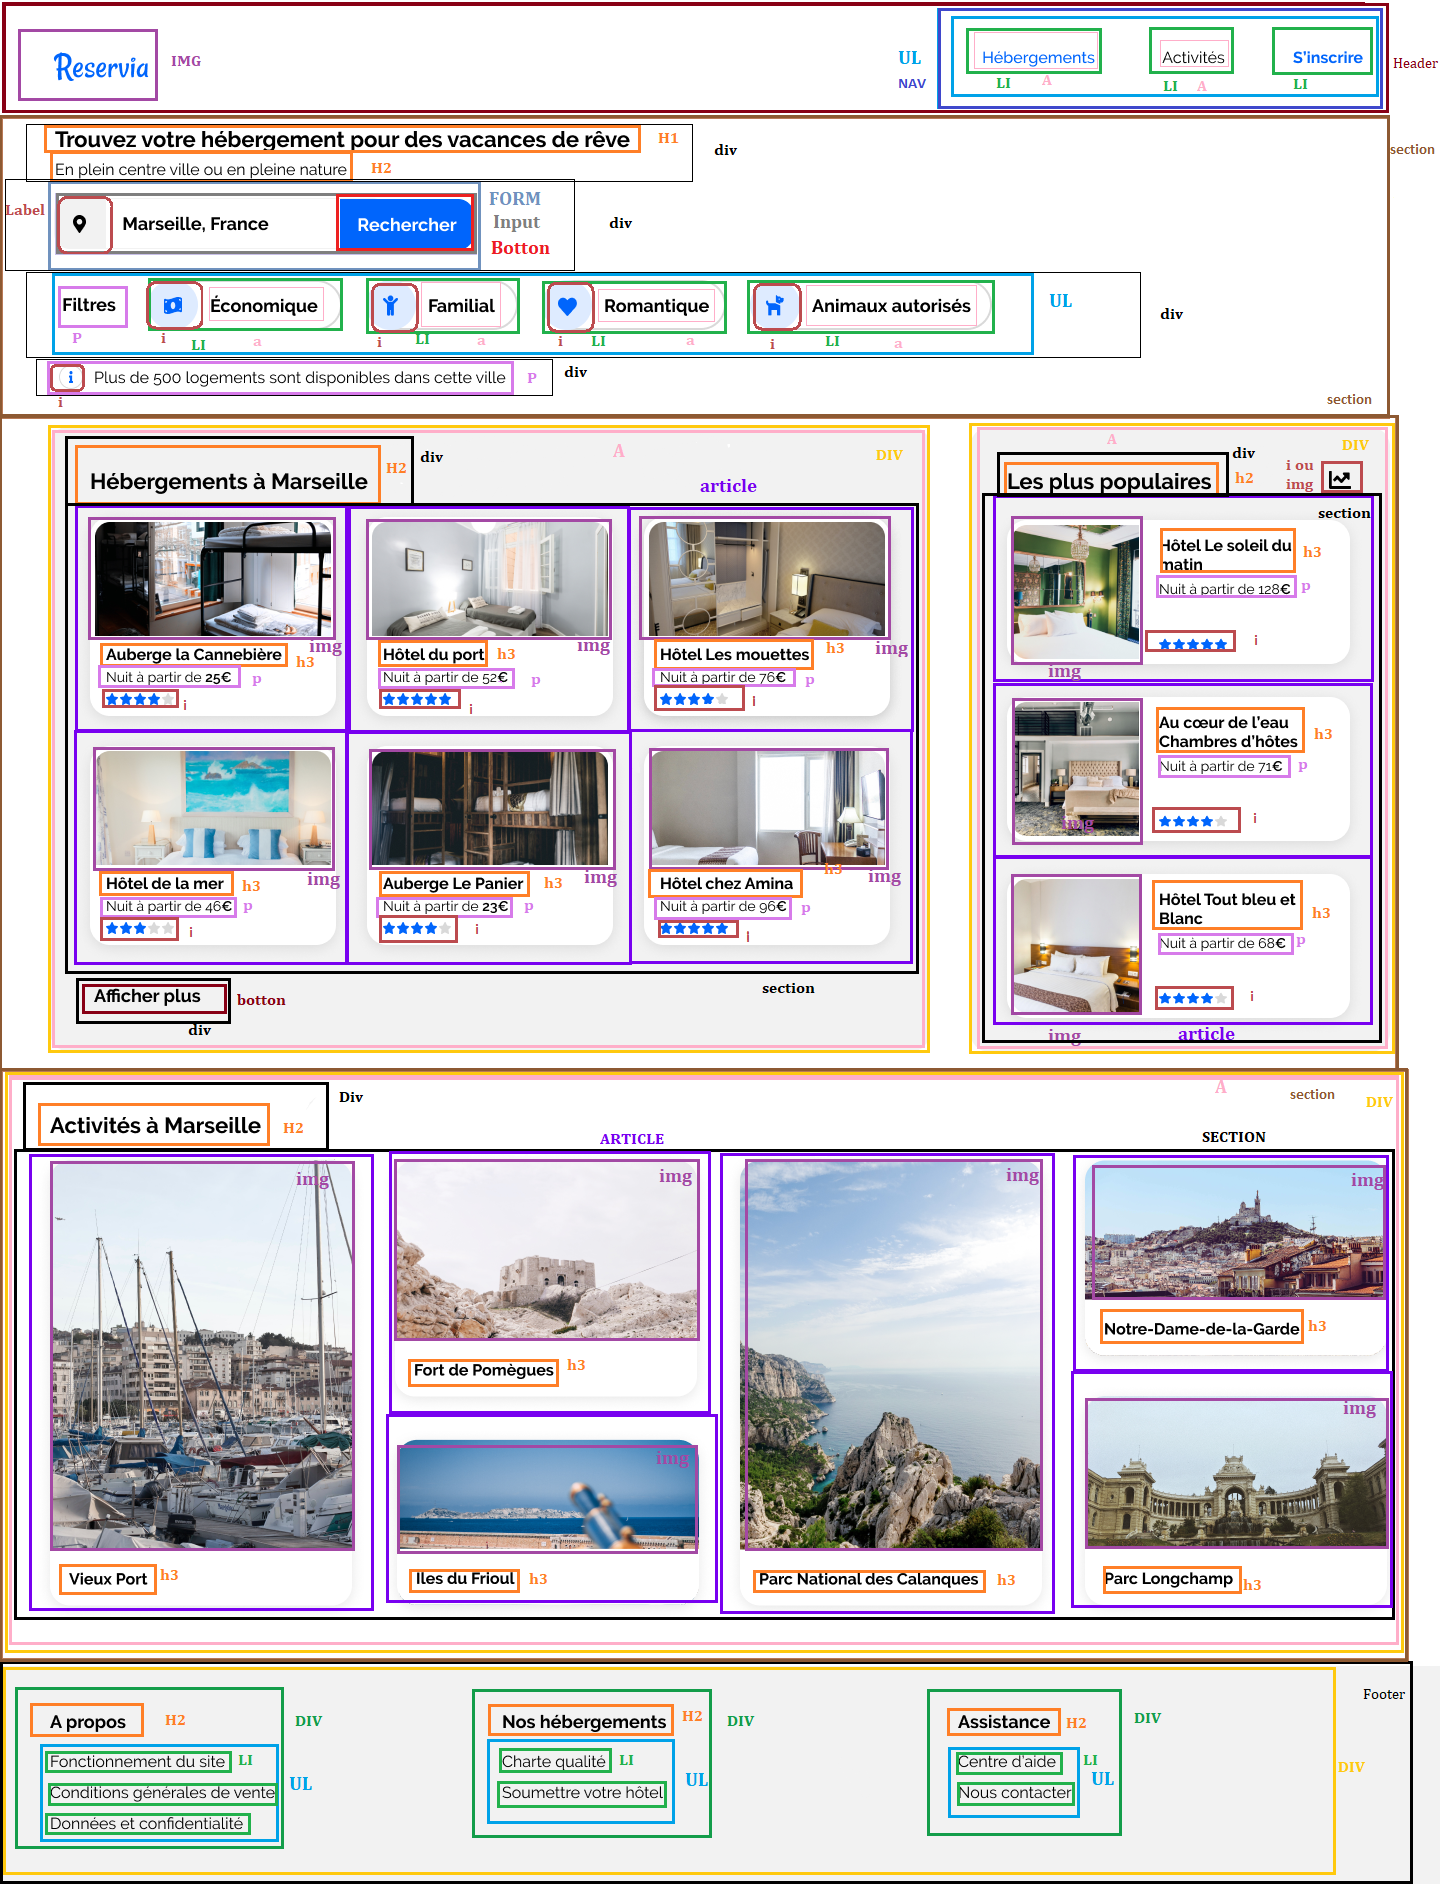 Reservia
IMG
UL
NAV
Hébergements
LI
A
Activités
LI
A
S'inscrire
LI
Header
Trouvez votre hébergement pour des vacances de rêve
H1
div
section
En plein centre ville ou en pleine nature
H2
Label
Marseille, France
Rechercher
FORM
Input
Botton
div
Filtres
P
Économique
i
LI
a
Familial
i
LI
a
Romantique
i
LI
a
Animaux autorisés
i
LI
a
UL
div
Plus de 500 logements sont disponibles dans cette ville
P
div
i
section
Hébergements à Marseille
H2
div
A
DIV
article
Auberge la Cannebière
h3
img
Nuit à partir de 25€
p
i
Hôtel du port
h3
img
Nuit à partir de 52€
p
i
Hôtel Les mouettes
h3
img
Nuit à partir de 76€
p
i
Hôtel de la mer
h3
img
Nuit à partir de 46€
p
i
Auberge Le Panier
h3
img
Nuit à partir de 23€
p
i
Hôtel chez Amina
h3
img
Nuit à partir de 96€
p
i
Afficher plus
botton
div
section
A
DIV
div
Les plus populaires
h2
i ou
img
section
Hôtel Le soleil du
matin
h3
Nuit à partir de 128€
p
i
img
Au cœur de l'eau
Chambres d'hôtes
h3
Nuit à partir de 71€
p
i
img
Hôtel Tout bleu et
Blanc
h3
Nuit à partir de 68€
p
i
img
article
Activités à Marseille
H2
Div
A
section
DIV
ARTICLE
SECTION
img
Vieux Port
h3
img
Fort de Pomègues
h3
img
Iles du Frioul
h3
img
Parc National des Calanques
h3
img
Notre-Dame-de-la-Garde
h3
img
Parc Longchamp
h3
Footer
A propos
H2
DIV
Fonctionnement du site
LI
Conditions générales de vente
UL
Données et confidentialité
Nos hébergements
H2
DIV
Charte qualité
LI
Soumettre votre hôtel
UL
Assistance
H2
DIV
Centre d'aide
LI
Nous contacter
UL
DIV